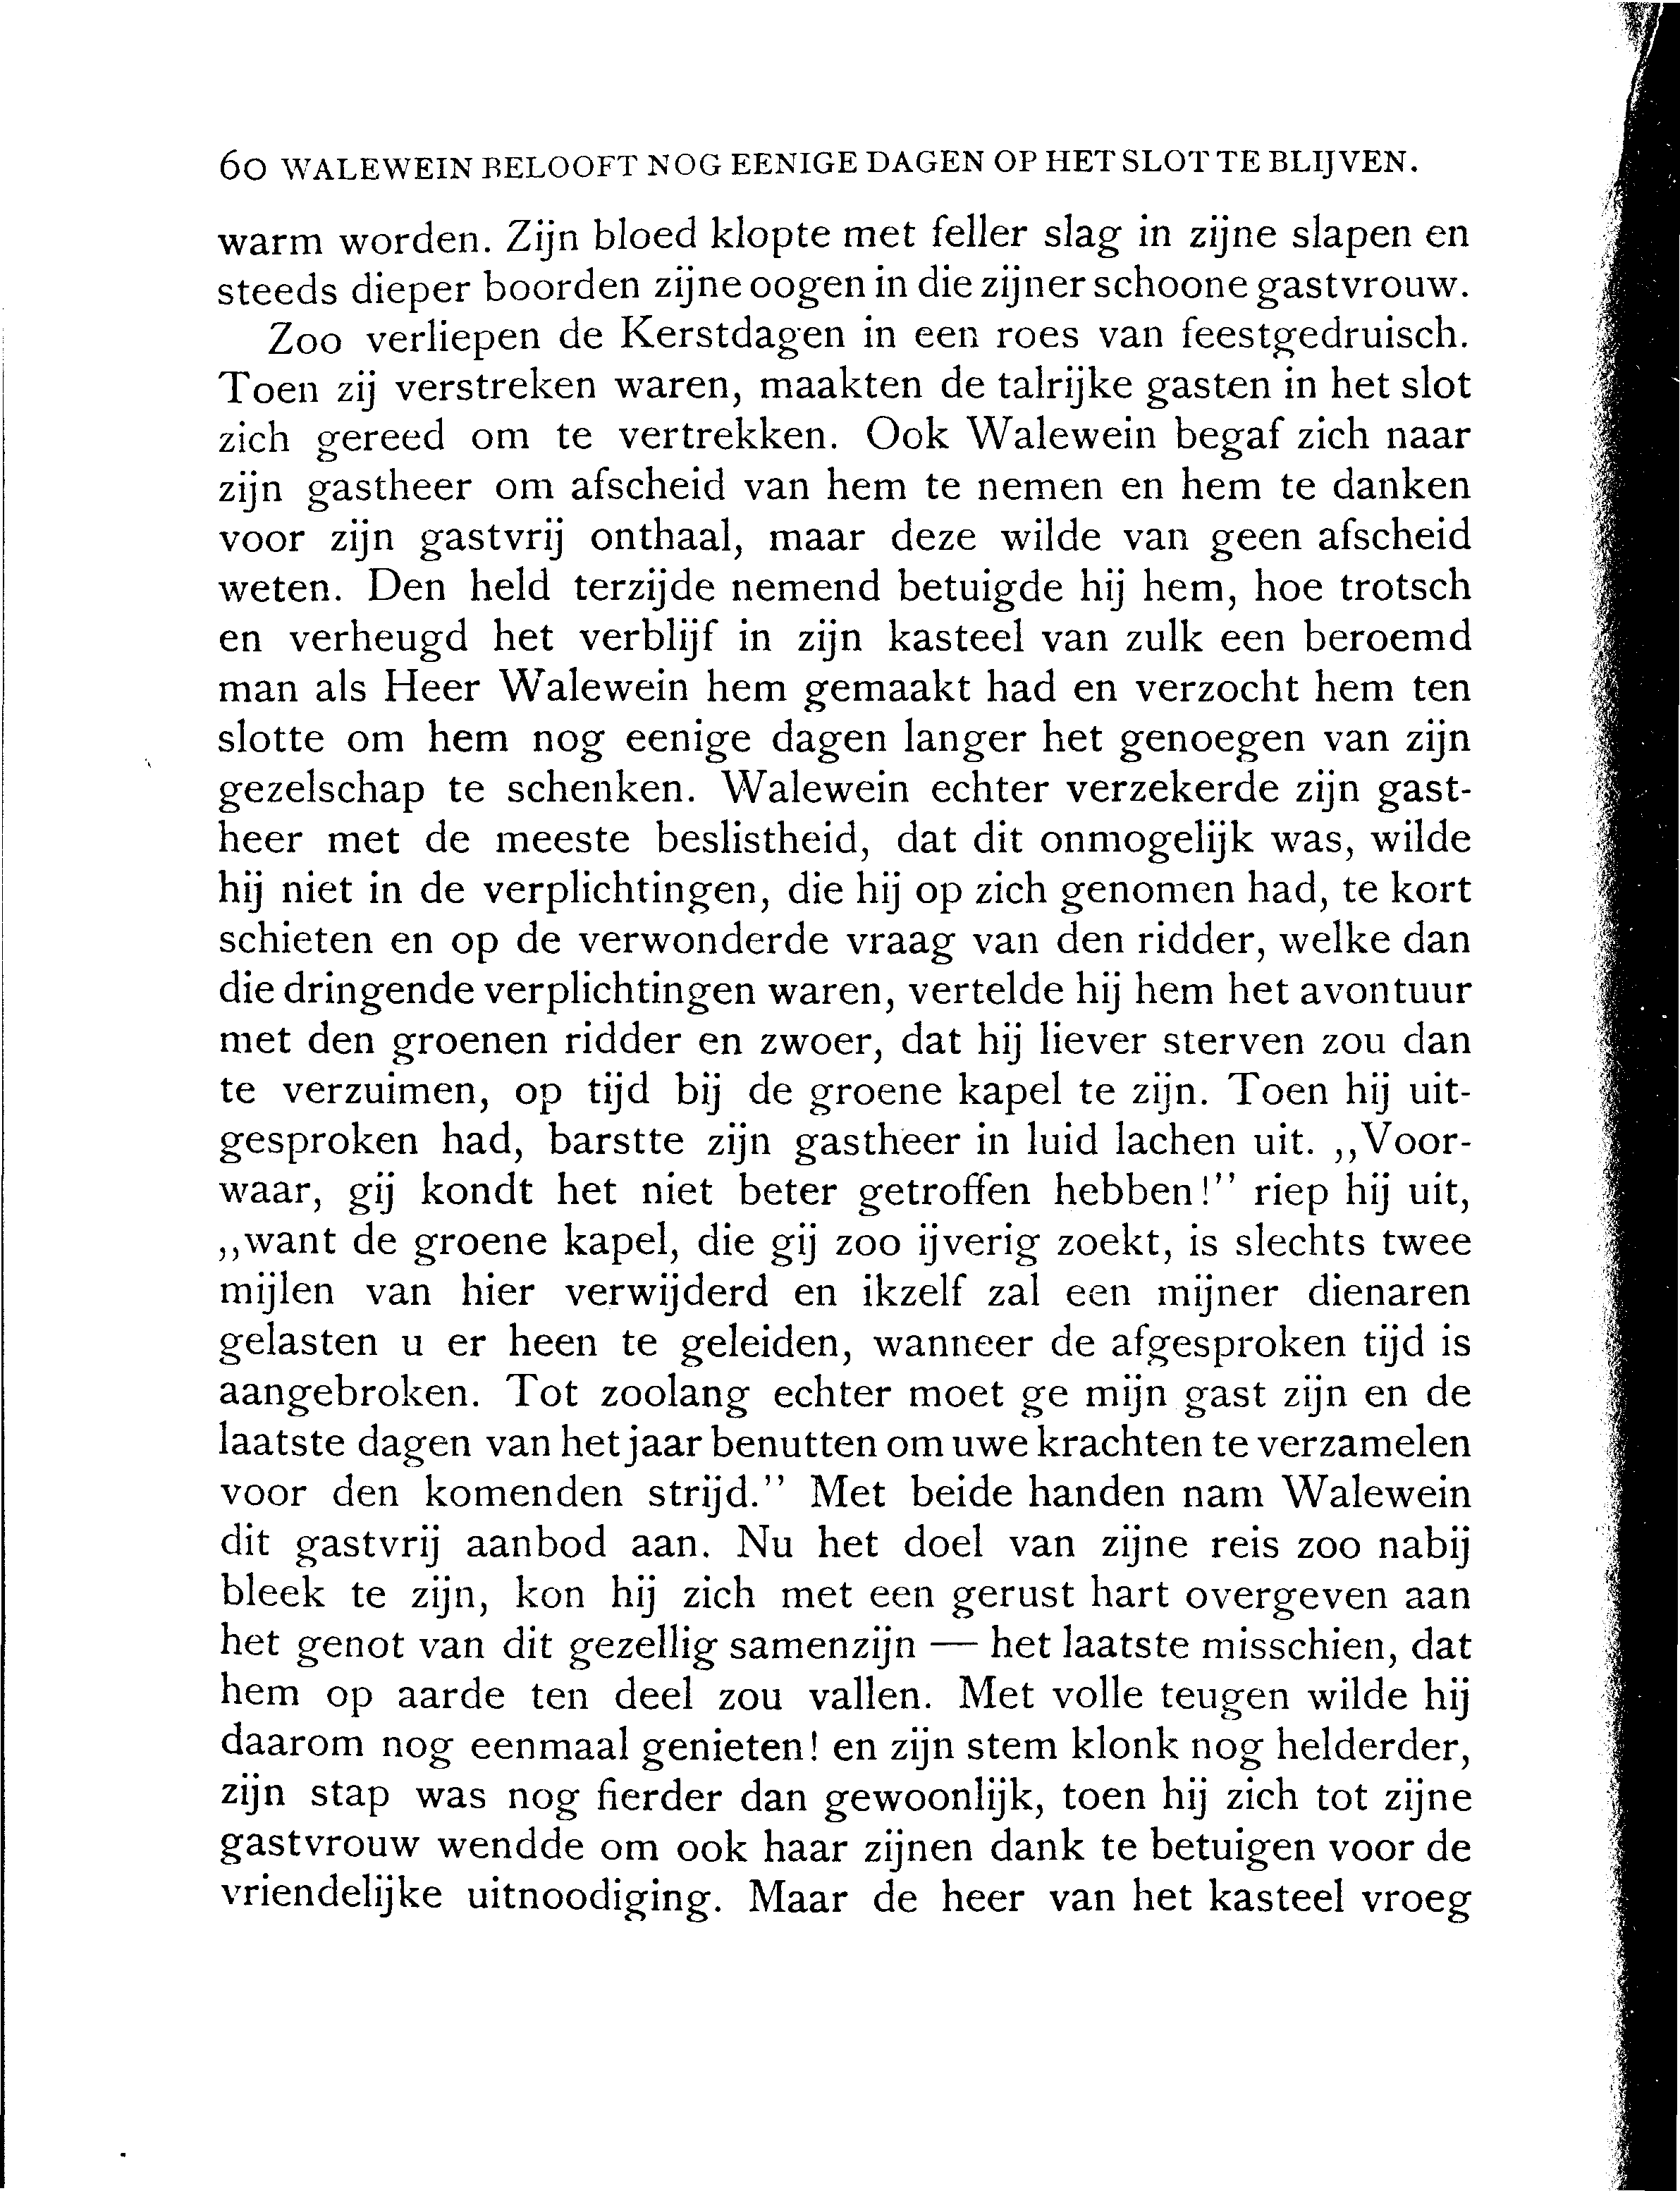 60 WALEWEIN BELOOFT NOG EENIGE DAGEN OP HET SLOT TE BLIJVEN.
warm worden. Zijn bloed klopte met feller slag in zijne slapen en
steeds dieper boorden zijne oogen in die zijner schoone gastvrouw.
Zoo verliepen de Kerstdagen in een roes van feestgedruisch.
Toen zij verstreken waren, maakten de talrijke gasten in het slot
zich gereed om te vertrekken. Ook Walewein begaf zich naar
zijn gastheer om afscheid van hem te nemen en hem te danken
voor zijn gastvrij onthaal, maar deze wilde van geen afscheid
weten. Den held terzijde nemend betuigde hij hem, hoe trotsch
en verheugd het verblijf in zijn kasteel van zulk een beroemd
man als Heer Walewein hem gemaakt had en verzocht hem ten
slotte om hem nog eenige dagen langer het genoegen van zijn
gezelschap te schenken. Walewein echter verzekerde zijn gast-
heer met de meeste beslistheid, dat dit onmogelijk was, wilde
hij niet in de verplichtingen, die hij op zich genomen had, te kort
schieten en op de verwonderde vraag van den ridder, welke dan
die dringende verplichtingen waren, vertelde hij hem het avontuur
met den groenen ridder en zwoer, dat hij liever sterven zou dan
te verzuimen, op tijd bij de groene kapel te zijn. Toen hij uit-
gesproken had, barstte zijn gastheer in luid lachen uit. ,,Voor-
waar, gij kondt het niet beter getroffen hebben!" riep hij uit,
,,want de groene kapel, die gij zoo ijverig zoekt, is slechts twee
mijlen van hier verwijderd en ikzelf zal een mijner dienaren
gelasten u er heen te geleiden, wanneer de afgesproken tijd is
aangebroken. Tot zoolang echter moet ge mijn gast zijn en de
laatste dagen van het jaar benutten om uwe krachten te verzamelen
voor den komenden strijd." Met beide handen nam Walewein
dit gastvrij aanbod aan. Nu het doel van zijne reis zoo nabij
bleek te zijn, kon hij zich met een gerust hart overgeven aan
het genot van dit gezellig samenzijn — het laatste misschien, dat
hem op aarde ten deel zou vallen. Met volle teugen wilde hij
daarom nog eenmaal genieten! en zijn stem klonk nog helderder,
zijn stap was nog fierder dan gewoonlijk, toen hij zich tot zijne
gastvrouw wendde om ook haar zijnen dank te betuigen voor de
vriendelijke uitnoodiging. Maar de heer van het kasteel vroeg